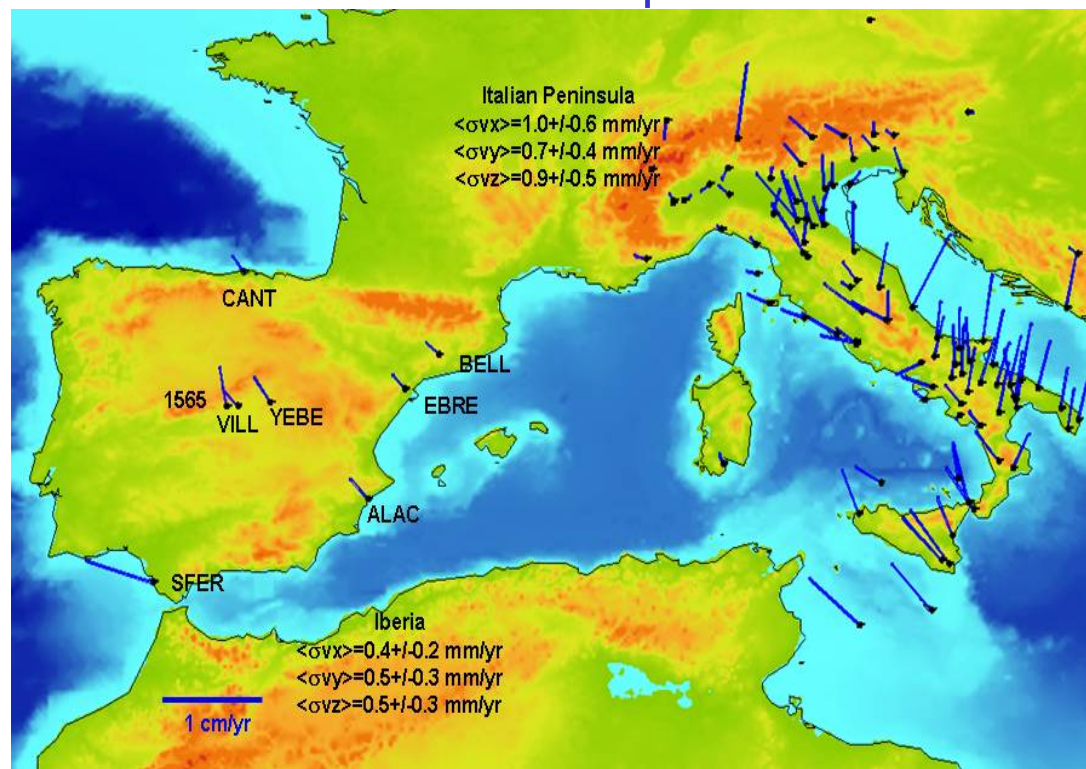 Italian Peninsula
<σvx>=1.0+/-0.6 mm/yr
<σvy>=0.7+/-0.4 mm/yr
<σvz>=0.9+/-0.5 mm/yr
CANT
BELL
EBRE
1565
VILL
YEBE
ALAC
SFER
Iberia
<σvx>=0.4+/-0.2 mm/yr
<σvy>=0.5+/-0.3 mm/yr
<σvz>=0.5+/-0.3 mm/yr
1 cm/yr